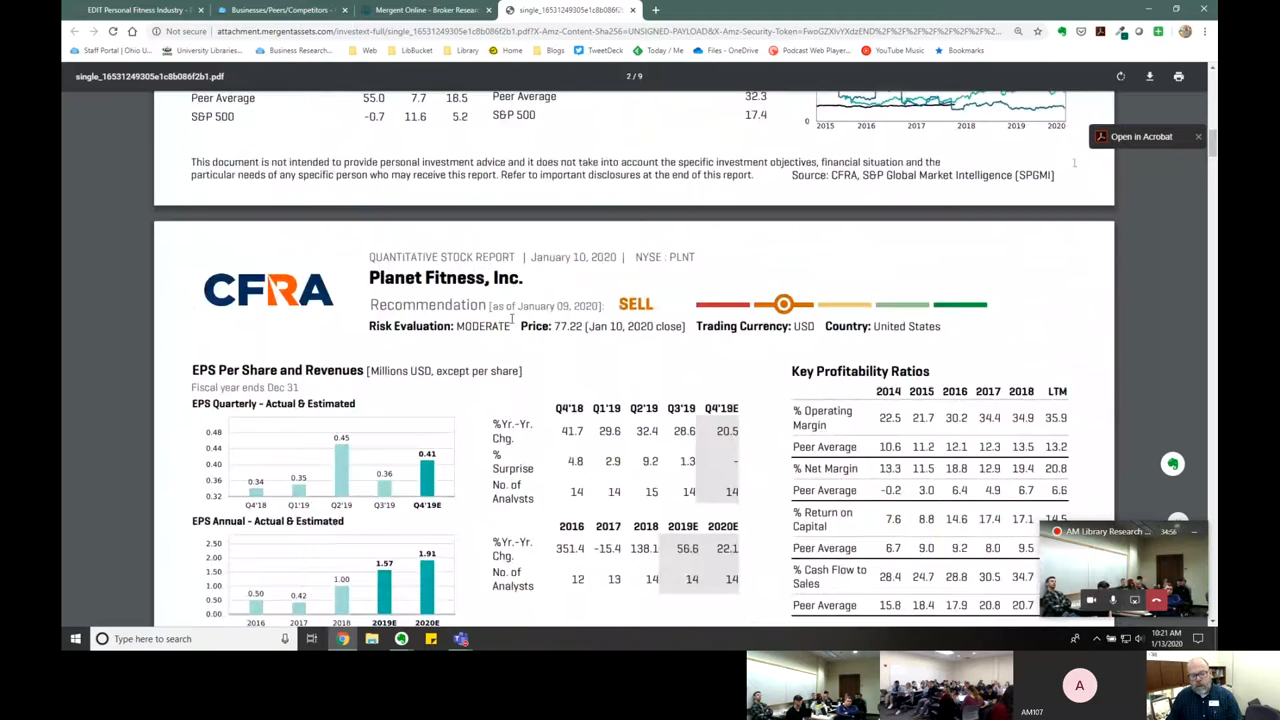 EDIT Personal Fitness Industry -
Businesses/Peers/Competitors -
Mergent Online - Broker Research
single_16531249305e1c8b086f2b1.pdf
Not secure
attachment.mergentassets.com/investext-full/single_16531249305e1c8b086f2b1.pdf?X-Amz-Content-Sha256=UNSIGNED-PAYLOAD&X-Amz-Security-Token=
Staff Portal | Ohio U...
University Libraries...
Business Research...
Web
LibBucket
Library
Home
Blogs
TweetDeck
Today / Me
Files - OneDrive
Podcast Web Player...
YouTube Music
Bookmarks
single_16531249305e1c8b086f2b1.pdf
2 / 9
Open in Acrobat
Peer Average 55.0 7.7 18.5
S&P 500 -0.7 11.6 5.2
Peer Average 32.3
S&P 500 17.4
0
2015 2016 2017 2018 2019 2020
This document is not intended to provide personal investment advice and it does not take into account the specific investment objectives, financial situation and the
particular needs of any specific person who may receive this report. Refer to important disclosures at the end of this report.
1
Source: CFRA, S&P Global Market Intelligence [SPGMI]
CFRA
QUANTITATIVE STOCK REPORT | January 10, 2020 | NYSE : PLNT
Planet Fitness, Inc.
Recommendation [as of January 09, 2020]: SELL
Risk Evaluation: MODERATE Price: 77.22 [Jan 10, 2020 close] Trading Currency: USD Country: United States
EPS Per Share and Revenues [Millions USD, except per share]
Fiscal year ends Dec 31
EPS Quarterly - Actual & Estimated
0.48
0.44
0.40
0.36
0.32
0.34 0.35 0.45 0.36 0.41
Q4'18 Q1'19 Q2'19 Q3'19 Q4'19E
Q4'18 Q1'19 Q2'19 Q3'19 Q4'19E
%Yr.-Yr.
Chg.
41.7 29.6 32.4 28.6 20.5
%
Surprise
4.8 2.9 9.2 1.3 -
No. of
Analysts
14 14 15 14 14
EPS Annual - Actual & Estimated
2.50
2.00
1.50
1.00
0.50
0.00
0.50 0.42 1.00 1.57 1.91
2016 2017 2018 2019E 2020E
2016 2017 2018 2019E 2020E
%Yr.-Yr.
Chg.
351.4 -15.4 138.1 56.6 22.1
No. of
Analysts
12 13 14 14 14
Key Profitability Ratios
2014 2015 2016 2017 2018 LTM
% Operating
Margin
22.5 21.7 30.2 34.4 34.9 35.9
Peer Average 10.6 11.2 12.1 12.3 13.5 13.2
% Net Margin 13.3 11.5 18.8 12.9 19.4 20.8
Peer Average -0.2 3.0 6.4 4.9 6.7 6.6
% Return on
Capital
7.6 8.8 14.6 17.4 17.1 14.5
Peer Average 6.7 9.0 9.2 8.0 9.5
% Cash Flow to
Sales
28.4 24.7 28.8 30.5 34.7
Peer Average 15.8 18.4 17.9 20.8 20.7
AM Library Research ...
34:56
Type here to search
10:21 AM
1/13/2020
A
AM107